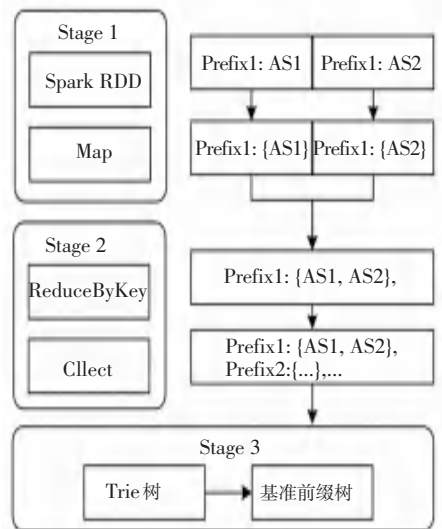 Stage 1
Spark RDD
Map
Prefix1: AS1
Prefix1: AS2
Prefix1: {AS1}
Prefix1: {AS2}
Stage 2
ReduceByKey
Cllect
Prefix1: {AS1, AS2},
Prefix1: {AS1, AS2},
Prefix2:{...},...
Stage 3
Trie树
基准前缀树